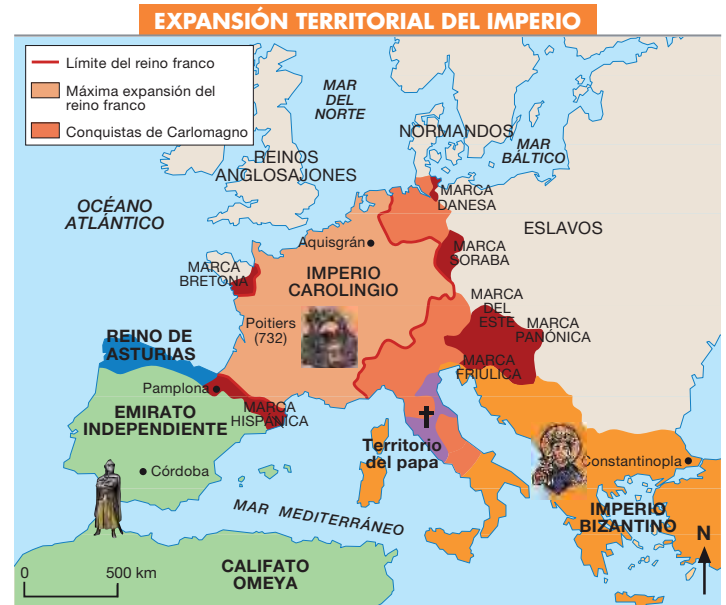 EXPANSIÓN TERRITORIAL DEL IMPERIO
Límite del reino franco
Máxima expansión del
reino franco
Conquistas de Carlomagno
MAR
DEL
NORTE
NORMANDOS
MAR
BÁLTICO
REINOS
ANGLOSAJONES
MARCA
DANESA
OCÉANO
ATLÁNTICO
ESLAVOS
Aquisgrán
MARCA
SORABA
MARCA
BRETONA
IMPERIO
CAROLINGIO
MARCA
DEL
ESTE
MARCA
PAÑÓNICA
Poitiers
(732)
REINO DE
ASTURIAS
MARCA
FRIÚLICA
Pamplona
MARCA
HISPÁNICA
EMIRATO
INDEPENDIENTE
Territorio
del papa
Córdoba
Constantinopla
MAR MEDITERRÁNEO
IMPERIO
BIZANTINO
N
CALIFATO
OMEYA
0 500 km